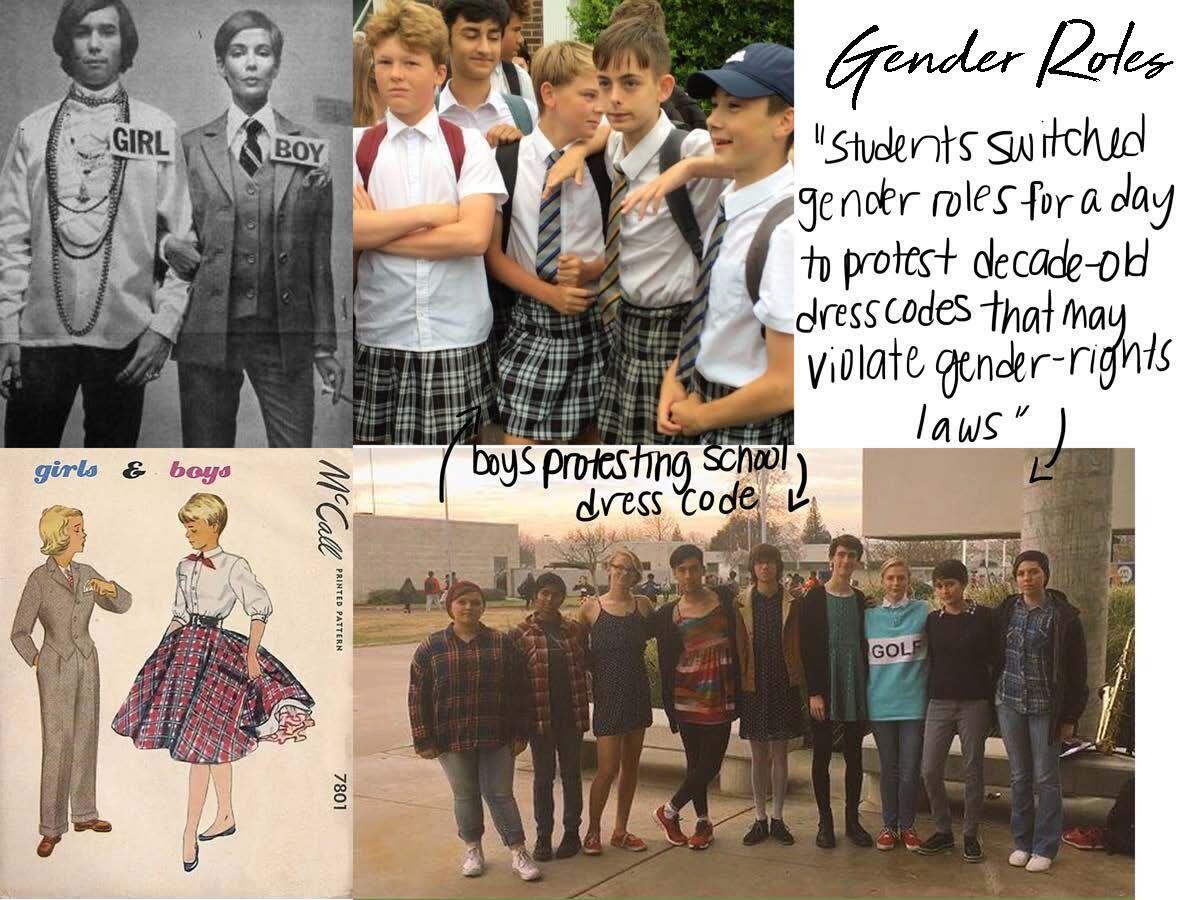 GIRL
BOY
Gender Roles
"Students switched
gender roles for a day
to protest decade-old
dress codes that may
violate gender-rights
laws"
girls & boys
McCall
PRINTED PATTERN
7801
boys protesting school
dress code
GOLF